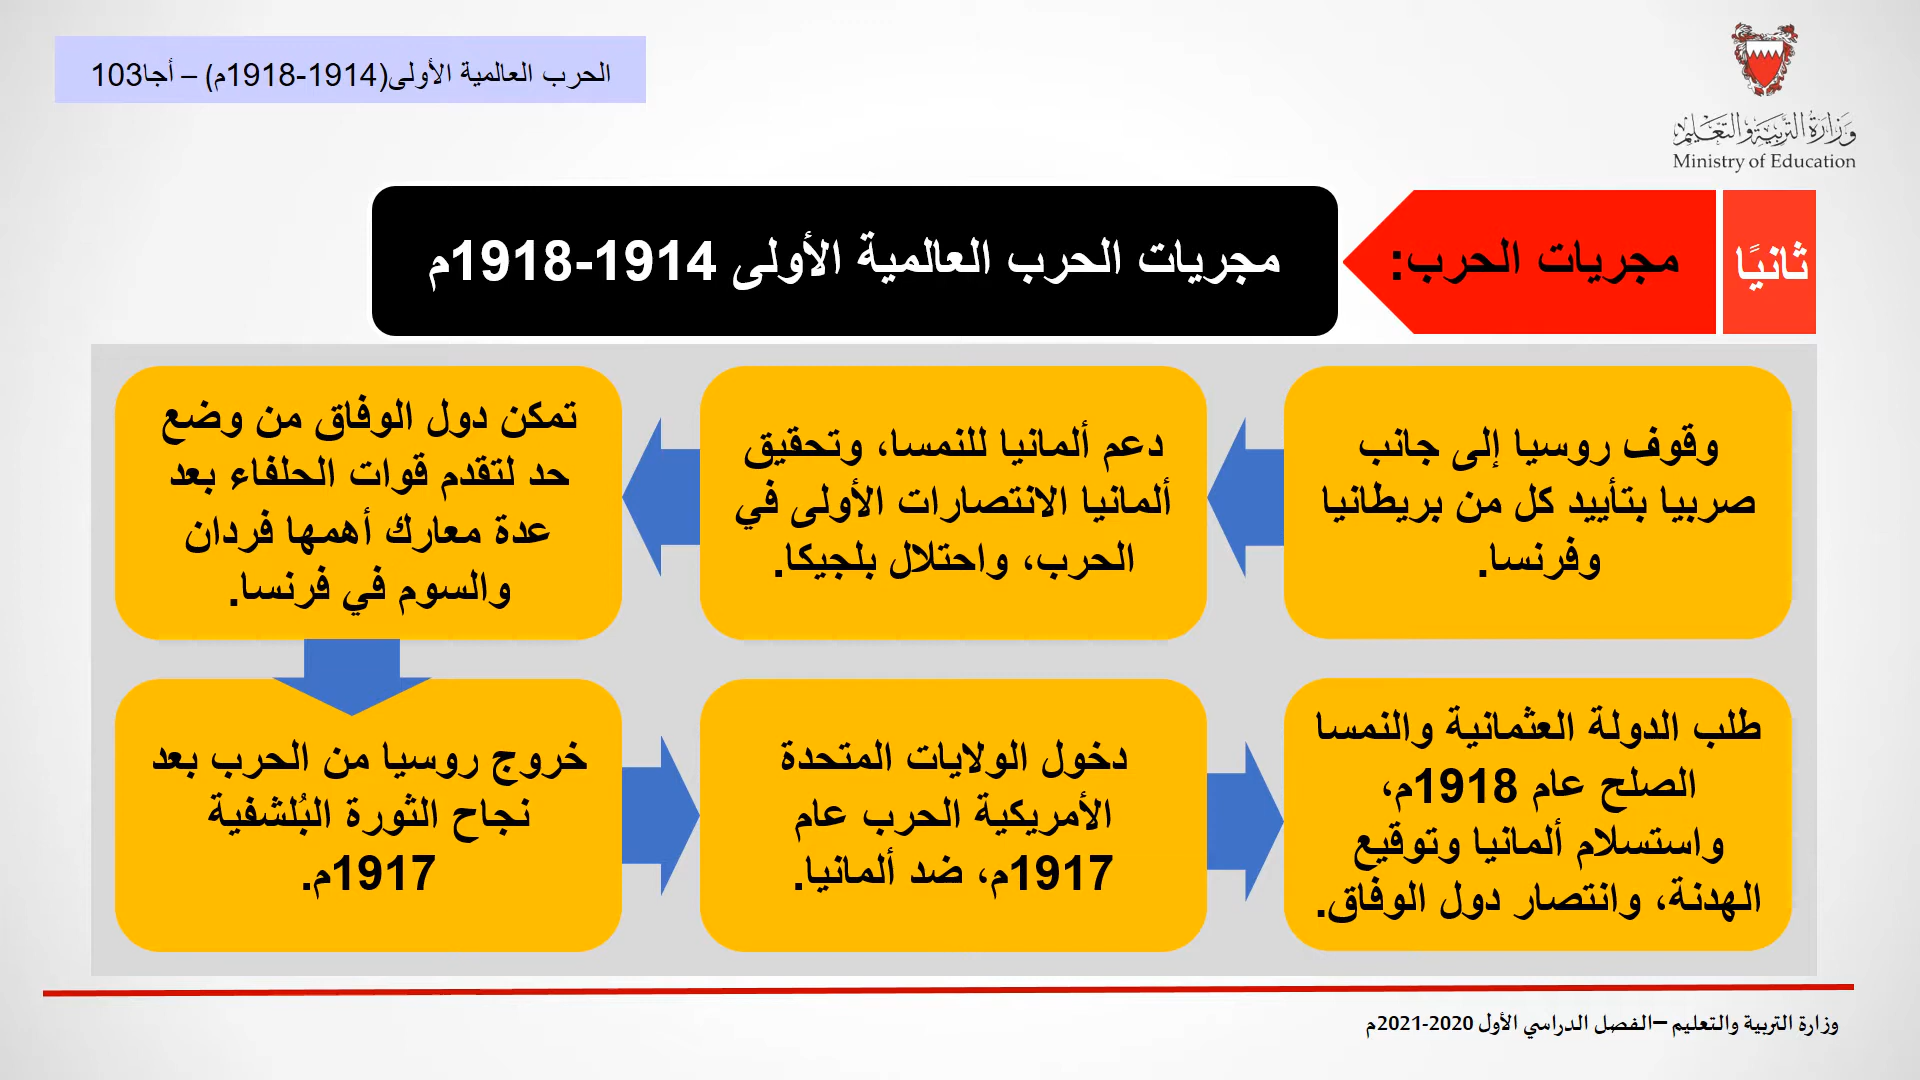 الحرب العالمية الأولى(1914-1918م) – أجا103
وزارة التربية والتعليم
Ministry of Education
ثانيًا
مجريات الحرب:
مجريات الحرب العالمية الأولى 1914-1918م
وقوف روسيا إلى جانب
صربيا بتأييد كل من بريطانيا
وفرنسا.
دعم ألمانيا للنمسا، وتحقيق
ألمانيا الانتصارات الأولى في
الحرب، واحتلال بلجيكا.
تمكن دول الوفاق من وضع
حد لتقدم قوات الحلفاء بعد
عدة معارك أهمها فردان
والسوم في فرنسا.
خروج روسيا من الحرب بعد
نجاح الثورة البُلشفية
1917م.
دخول الولايات المتحدة
الأمريكية الحرب عام
1917م، ضد ألمانيا.
طلب الدولة العثمانية والنمسا
الصلح عام 1918م،
واستسلام ألمانيا وتوقيع
الهدنة، وانتصار دول الوفاق.
وزارة التربية والتعليم –الفصل الدراسي الأول 2020-2021م